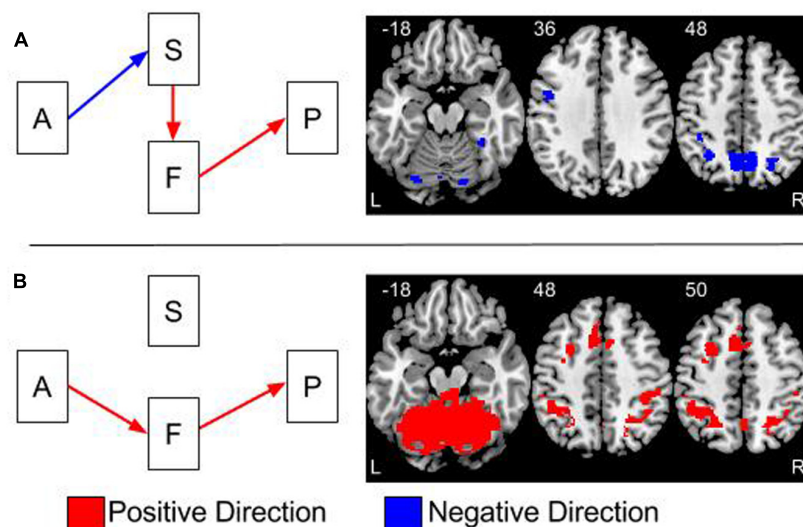 A
S
A
P
F
-18
36
48
L
R
B
S
A
P
F
-18
48
50
L
R
Positive Direction
Negative Direction